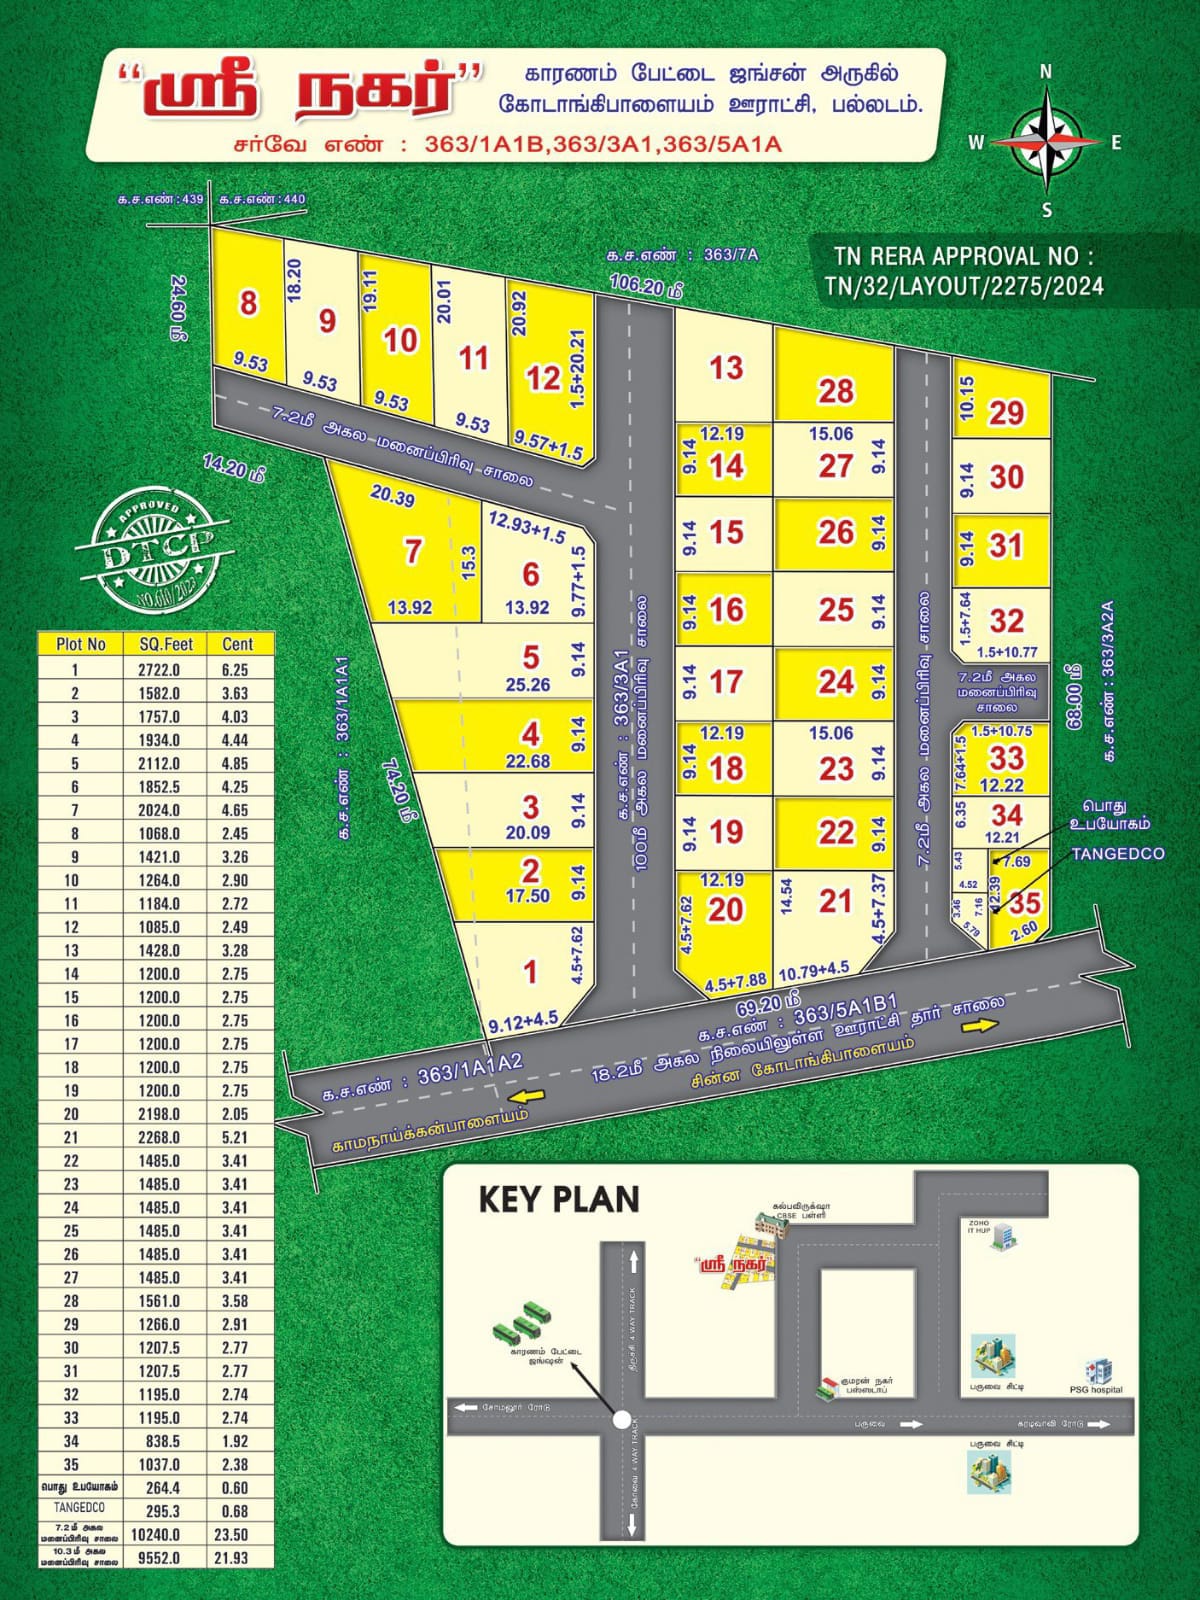 “ஸ்ரீ நகர்”
காரணம் பேட்டை ஜங்சன் அருகில்
கோடாங்கிபாளையம் ஊராட்சி, பல்லடம்.
சர்வே எண் : 363/1A1B,363/3A1,363/5A1A
N
W E
S
TN RERA APPROVAL NO :
TN/32/LAYOUT/2275/2024
க.ச.எண் :439
க.ச.எண் :440
க.ச.எண் : 363/7A
106.20 மீ
24.60 மீ
8
9.53
18.20
9
9.53
19.11
10
9.53
20.01
11
9.53
20.92
12
1.5+20.21
9.57+1.5
7.2மீ அகல மனைப்பிரிவு சாலை
14.20 மீ
20.39
7
15.3
13.92
12.93+1.5
6
9.77+1.5
13.92
5
9.14
25.26
4
9.14
22.68
3
9.14
20.09
2
9.14
17.50
1
4.5+7.62
9.12+4.5
க.ச.எண் : 363/1A1A1
74.20 மீ
க.ச.எண் : 363/3A1
100மீ அகல மனைப்பிரிவு சாலை
13
28
12.19
9.14
14
15.06
27
9.14
9.14
15
26
9.14
9.14
16
25
9.14
9.14
17
24
9.14
12.19
9.14
18
15.06
23
9.14
9.14
19
22
9.14
12.19
20
4.5+7.62
4.5+7.88
14.54
21
4.5+7.37
10.79+4.5
7.2மீ அகல மனைப்பிரிவு சாலை
10.15
29
9.14
30
9.14
31
1.5+7.64
32
1.5+10.77
7.2மீ அகல
மனைப்பிரிவு
சாலை
1.5+10.75
7.64+1.5
33
12.22
6.35
34
12.21
5.43
4.52
7.69
12.39
3.46
7.16
5.79
35
2.60
68.00 மீ
க.ச.எண் : 363/3A2A
பொது
உபயோகம்
TANGEDCO
69.20 மீ
க.ச.எண் : 363/5A1B1
18.2மீ அகல நிலையிலுள்ள ஊராட்சி தார் சாலை
சின்ன கோடாங்கிபாளையம்
க.ச.எண் : 363/1A1A2
காமநாய்க்கன்பாளையம்
APPROVED
DTCP
NO.610/2023
Plot No SQ.Feet Cent
1 2722.0 6.25
2 1582.0 3.63
3 1757.0 4.03
4 1934.0 4.44
5 2112.0 4.85
6 1852.5 4.25
7 2024.0 4.65
8 1068.0 2.45
9 1421.0 3.26
10 1264.0 2.90
11 1184.0 2.72
12 1085.0 2.49
13 1428.0 3.28
14 1200.0 2.75
15 1200.0 2.75
16 1200.0 2.75
17 1200.0 2.75
18 1200.0 2.75
19 1200.0 2.75
20 2198.0 2.05
21 2268.0 5.21
22 1485.0 3.41
23 1485.0 3.41
24 1485.0 3.41
25 1485.0 3.41
26 1485.0 3.41
27 1485.0 3.41
28 1561.0 3.58
29 1266.0 2.91
30 1207.5 2.77
31 1207.5 2.77
32 1195.0 2.74
33 1195.0 2.74
34 838.5 1.92
35 1037.0 2.38
பொது உபயோகம் 264.4 0.60
TANGEDCO 295.3 0.68
7.2மீ அகல
மனைப்பிரிவு சாலை 10240.0 23.50
10.3மீ அகல
மனைப்பிரிவு சாலை 9552.0 21.93
KEY PLAN
கல்பவிருக்‌ஷா
CBSE பள்ளி
“ஸ்ரீ நகர்”
ZOHO
IT HUP
திருச்சி 4 WAY TRACK
காரணம் பேட்டை
ஜங்ஷன்
குமரன் நகர்
பஸ்ஸ்டாப்
பருவை சிட்டி
PSG hospital
சோமனூர் ரோடு
பருவை
கரடிவாவி ரோடு
கோவை 4 WAY TRACK
பருவை சிட்டி